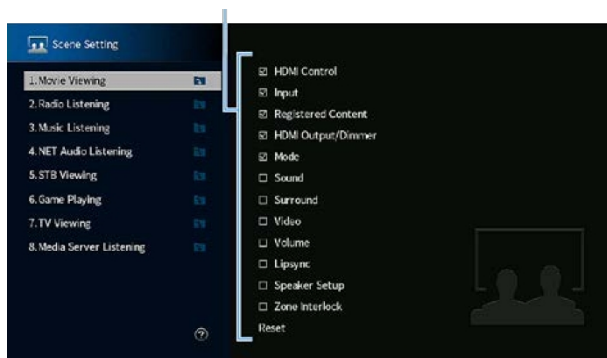 Scene Setting
1.Movie Viewing
2.Radio Listening
3.Music Listening
4.NET Audio Listening
5.STB Viewing
6.Game Playing
7.TV Viewing
8.Media Server Listening
?
HDMI Control
Input
Registered Content
HDMI Output/Dimmer
Mode
Sound
Surround
Video
Volume
Lipsync
Speaker Setup
Zone Interlock
Reset